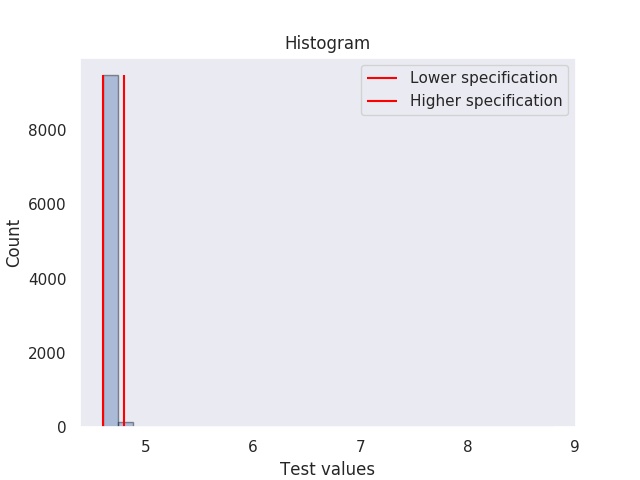 Histogram
Lower specification
Higher specification
8000
6000
4000
2000
0
Count
5 6 7 8 9
Test values